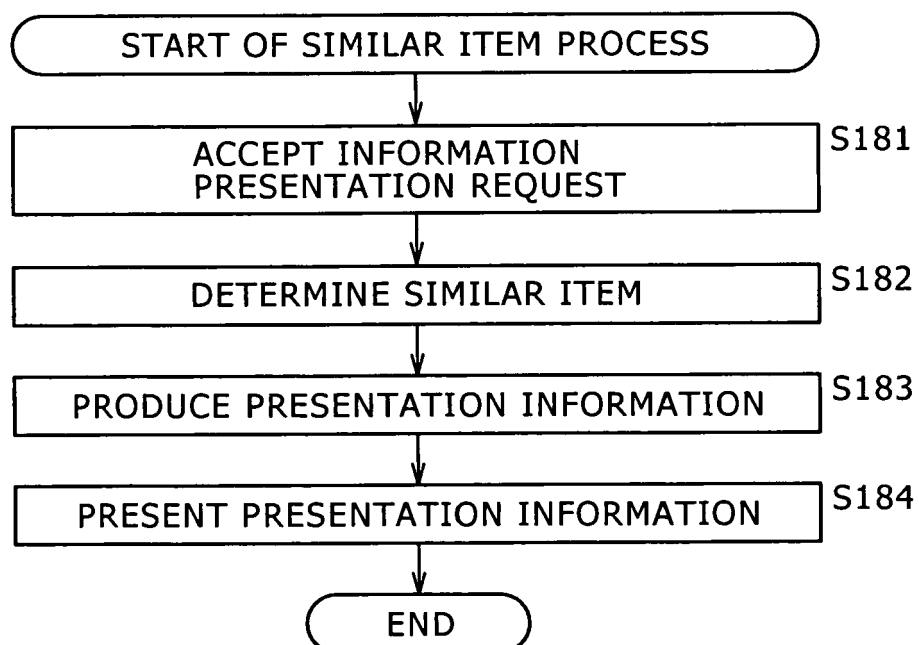 START OF SIMILAR ITEM PROCESS
S181
ACCEPT INFORMATION
PRESENTATION REQUEST
S182
DETERMINE SIMILAR ITEM
S183
PRODUCE PRESENTATION INFORMATION
S184
PRESENT PRESENTATION INFORMATION
END